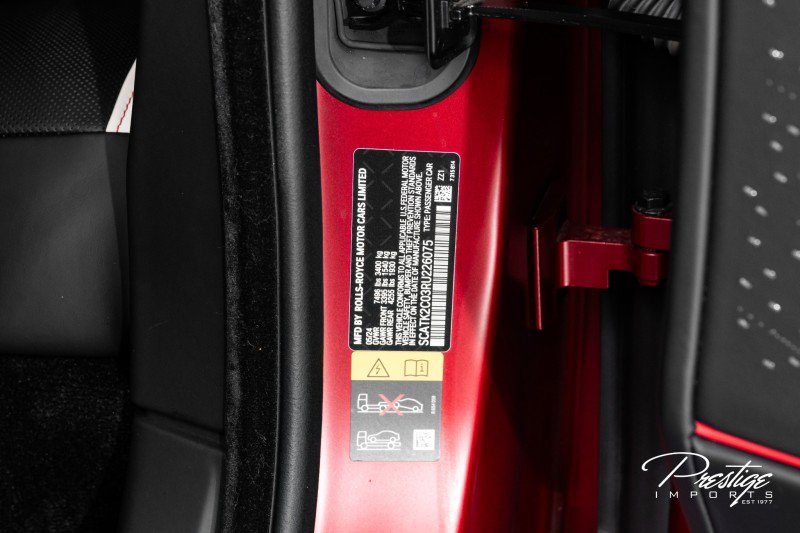 MFD BY ROLLS-ROYCE MOTOR CARS LIMITED
05/24
GVWR 7496 lbs 3400 kg
GAWR FRONT 3395 lbs 1540 kg
GAWR REAR 4255 lbs 1930 kg
THIS VEHICLE CONFORMS TO ALL APPLICABLE U.S. FEDERAL MOTOR
VEHICLE SAFETY, BUMPER, AND THEFT PREVENTION STANDARDS
IN EFFECT ON THE DATE OF MANUFACTURE SHOWN ABOVE.
SCATK2C03RU226075 TYPE: PASSENGER CAR
ZZ1
Prestige
IMPORTS
EST 1977